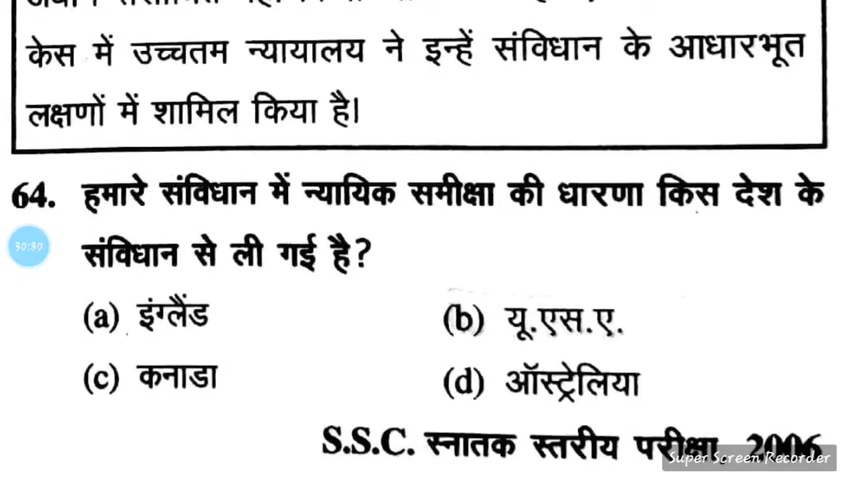 केस में उच्चतम न्यायालय ने इन्हें संविधान के आधारभूत
लक्षणों में शामिल किया है।
64. हमारे संविधान में न्यायिक समीक्षा की धारणा किस देश के
30:30
संविधान से ली गई है?
(a) इंग्लैंड (b) यू.एस.ए.
(c) कनाडा (d) ऑस्ट्रेलिया
S.S.C. स्नातक स्तरीय परीक्षा, 2006
Super Screen Recorder